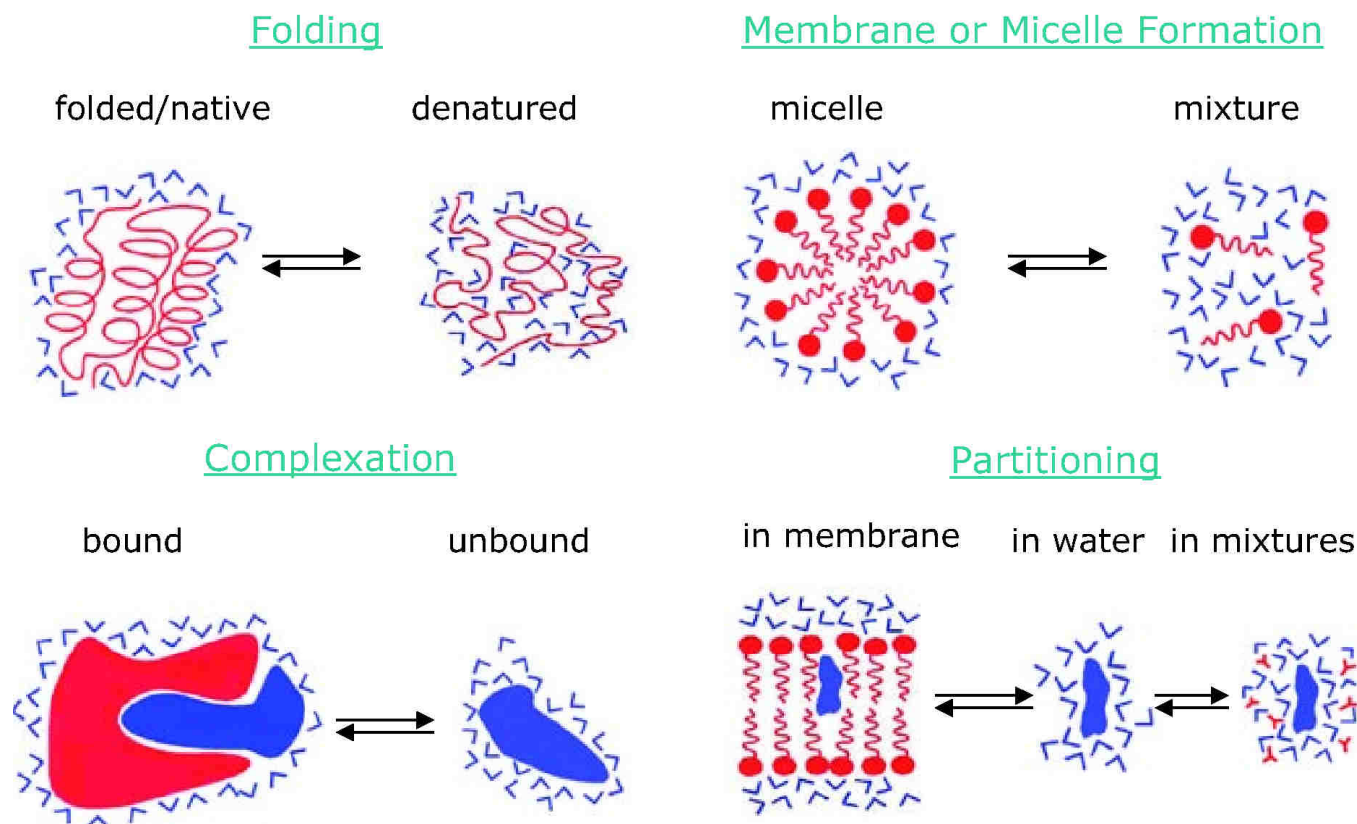 Folding
folded/native denatured
Membrane or Micelle Formation
micelle mixture
Complexation
bound unbound
Partitioning
in membrane in water in mixtures